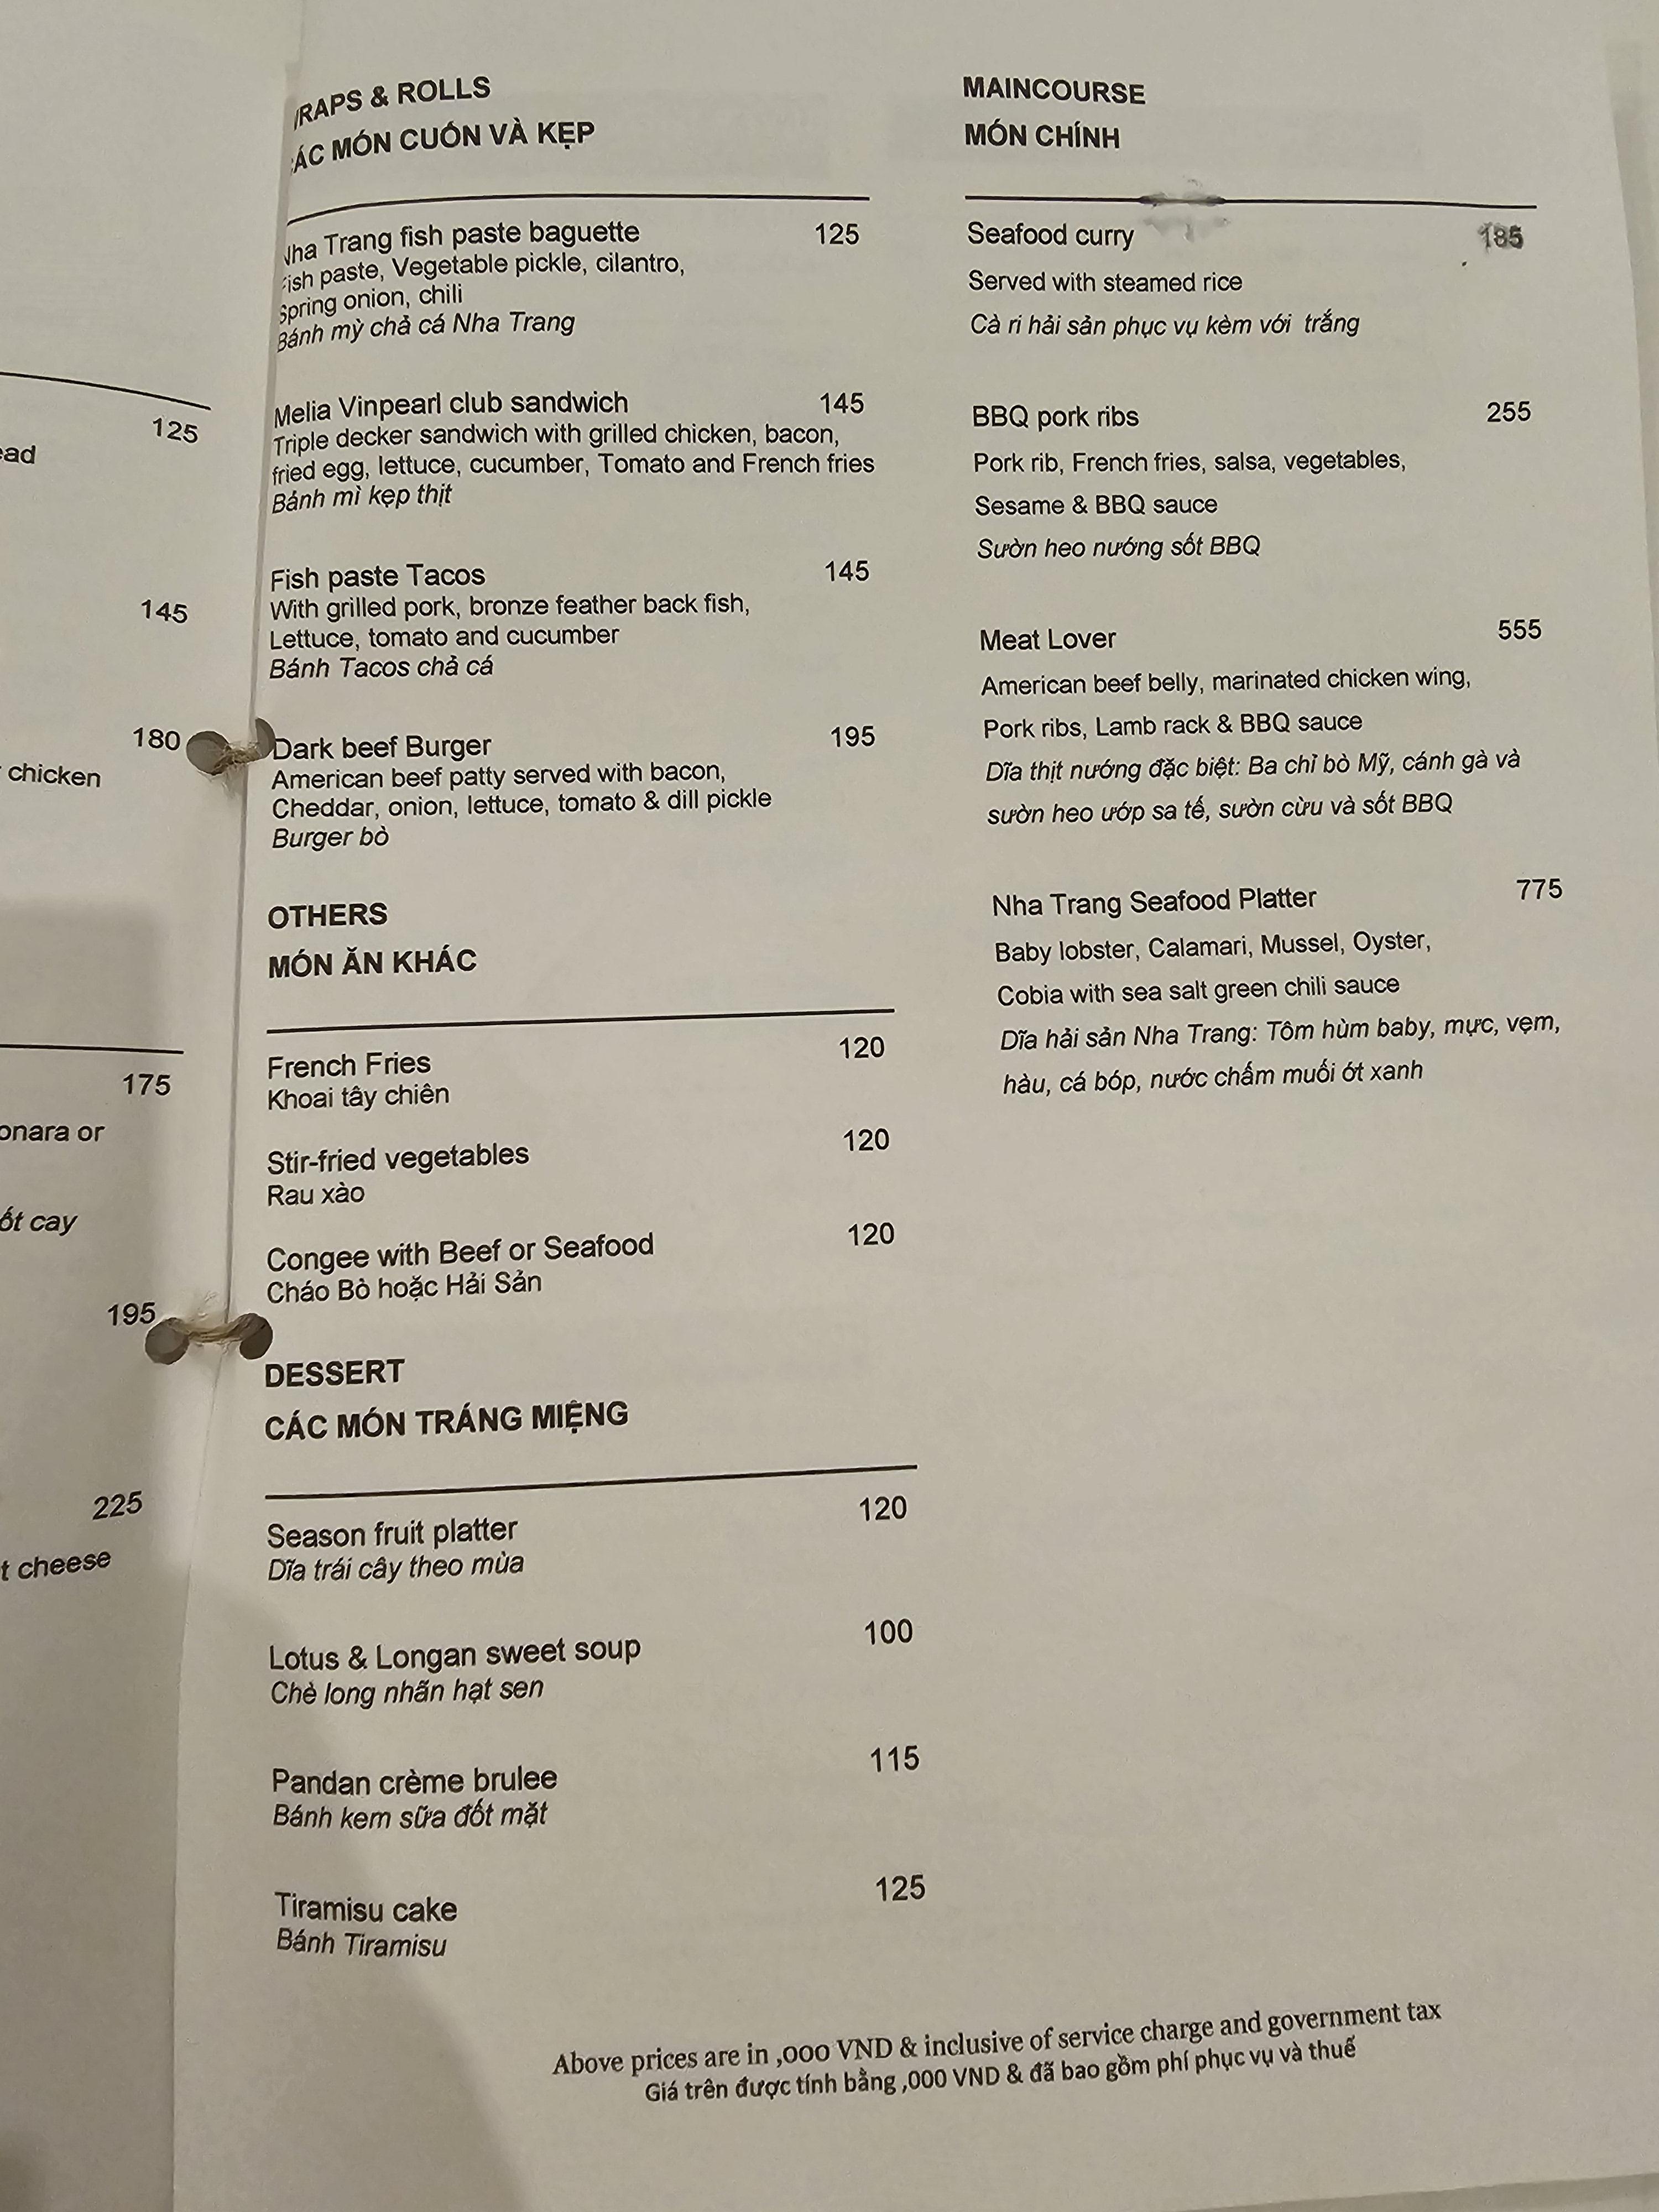 125
ead
145
180
chicken
175
onara or
ốt cay
195
225
t cheese
RAPS & ROLLS
ÁC MÓN CUỐN VÀ KẸP
Nha Trang fish paste baguette 125
Fish paste, Vegetable pickle, cilantro,
Spring onion, chili
Bánh mỳ chả cá Nha Trang
Melia Vinpearl club sandwich 145
Triple decker sandwich with grilled chicken, bacon,
fried egg, lettuce, cucumber, Tomato and French fries
Bánh mì kẹp thịt
Fish paste Tacos 145
With grilled pork, bronze feather back fish,
Lettuce, tomato and cucumber
Bánh Tacos chả cá
Dark beef Burger 195
American beef patty served with bacon,
Cheddar, onion, lettuce, tomato & dill pickle
Burger bò
OTHERS
MÓN ĂN KHÁC
French Fries 120
Khoai tây chiên
Stir-fried vegetables 120
Rau xào
Congee with Beef or Seafood 120
Cháo Bò hoặc Hải Sản
DESSERT
CÁC MÓN TRÁNG MIỆNG
Season fruit platter 120
Dĩa trái cây theo mùa
Lotus & Longan sweet soup 100
Chè long nhãn hạt sen
Pandan crème brulee 115
Bánh kem sữa đốt mặt
Tiramisu cake 125
Bánh Tiramisu
MAINCOURSE
MÓN CHÍNH
Seafood curry 185
Served with steamed rice
Cà ri hải sản phục vụ kèm với trắng
BBQ pork ribs 255
Pork rib, French fries, salsa, vegetables,
Sesame & BBQ sauce
Sườn heo nướng sốt BBQ
Meat Lover 555
American beef belly, marinated chicken wing,
Pork ribs, Lamb rack & BBQ sauce
Dĩa thịt nướng đặc biệt: Ba chỉ bò Mỹ, cánh gà và
sườn heo ướp sa tế, sườn cừu và sốt BBQ
Nha Trang Seafood Platter 775
Baby lobster, Calamari, Mussel, Oyster,
Cobia with sea salt green chili sauce
Dĩa hải sản Nha Trang: Tôm hùm baby, mực, vẹm,
hàu, cá bóp, nước chấm muối ớt xanh
Above prices are in ,000 VND & inclusive of service charge and government tax
Giá trên được tính bằng ,000 VND & đã bao gồm phí phục vụ và thuế